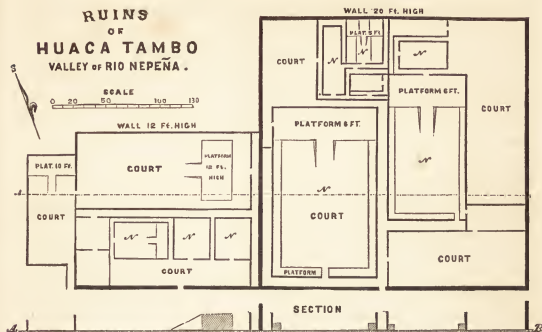 RUINS
OF
HUACA TAMBO
VALLEY OF RIO NEPEÑA.
S
SCALE
0 20 50 100 130
WALL 20 Ft. HIGH
COURT
N
PLAT. 5 Ft
N
N
PLATFORM 6 FT.
COURT
WALL 12 Ft. HIGH
PLATFORM 6 FT.
PLAT. 10 FT.
COURT
PLATFORM
12 FT.
HIGH
N
N
A
COURT
COURT
N
N
N
COURT
PLATFORM
COURT
A.
SECTION